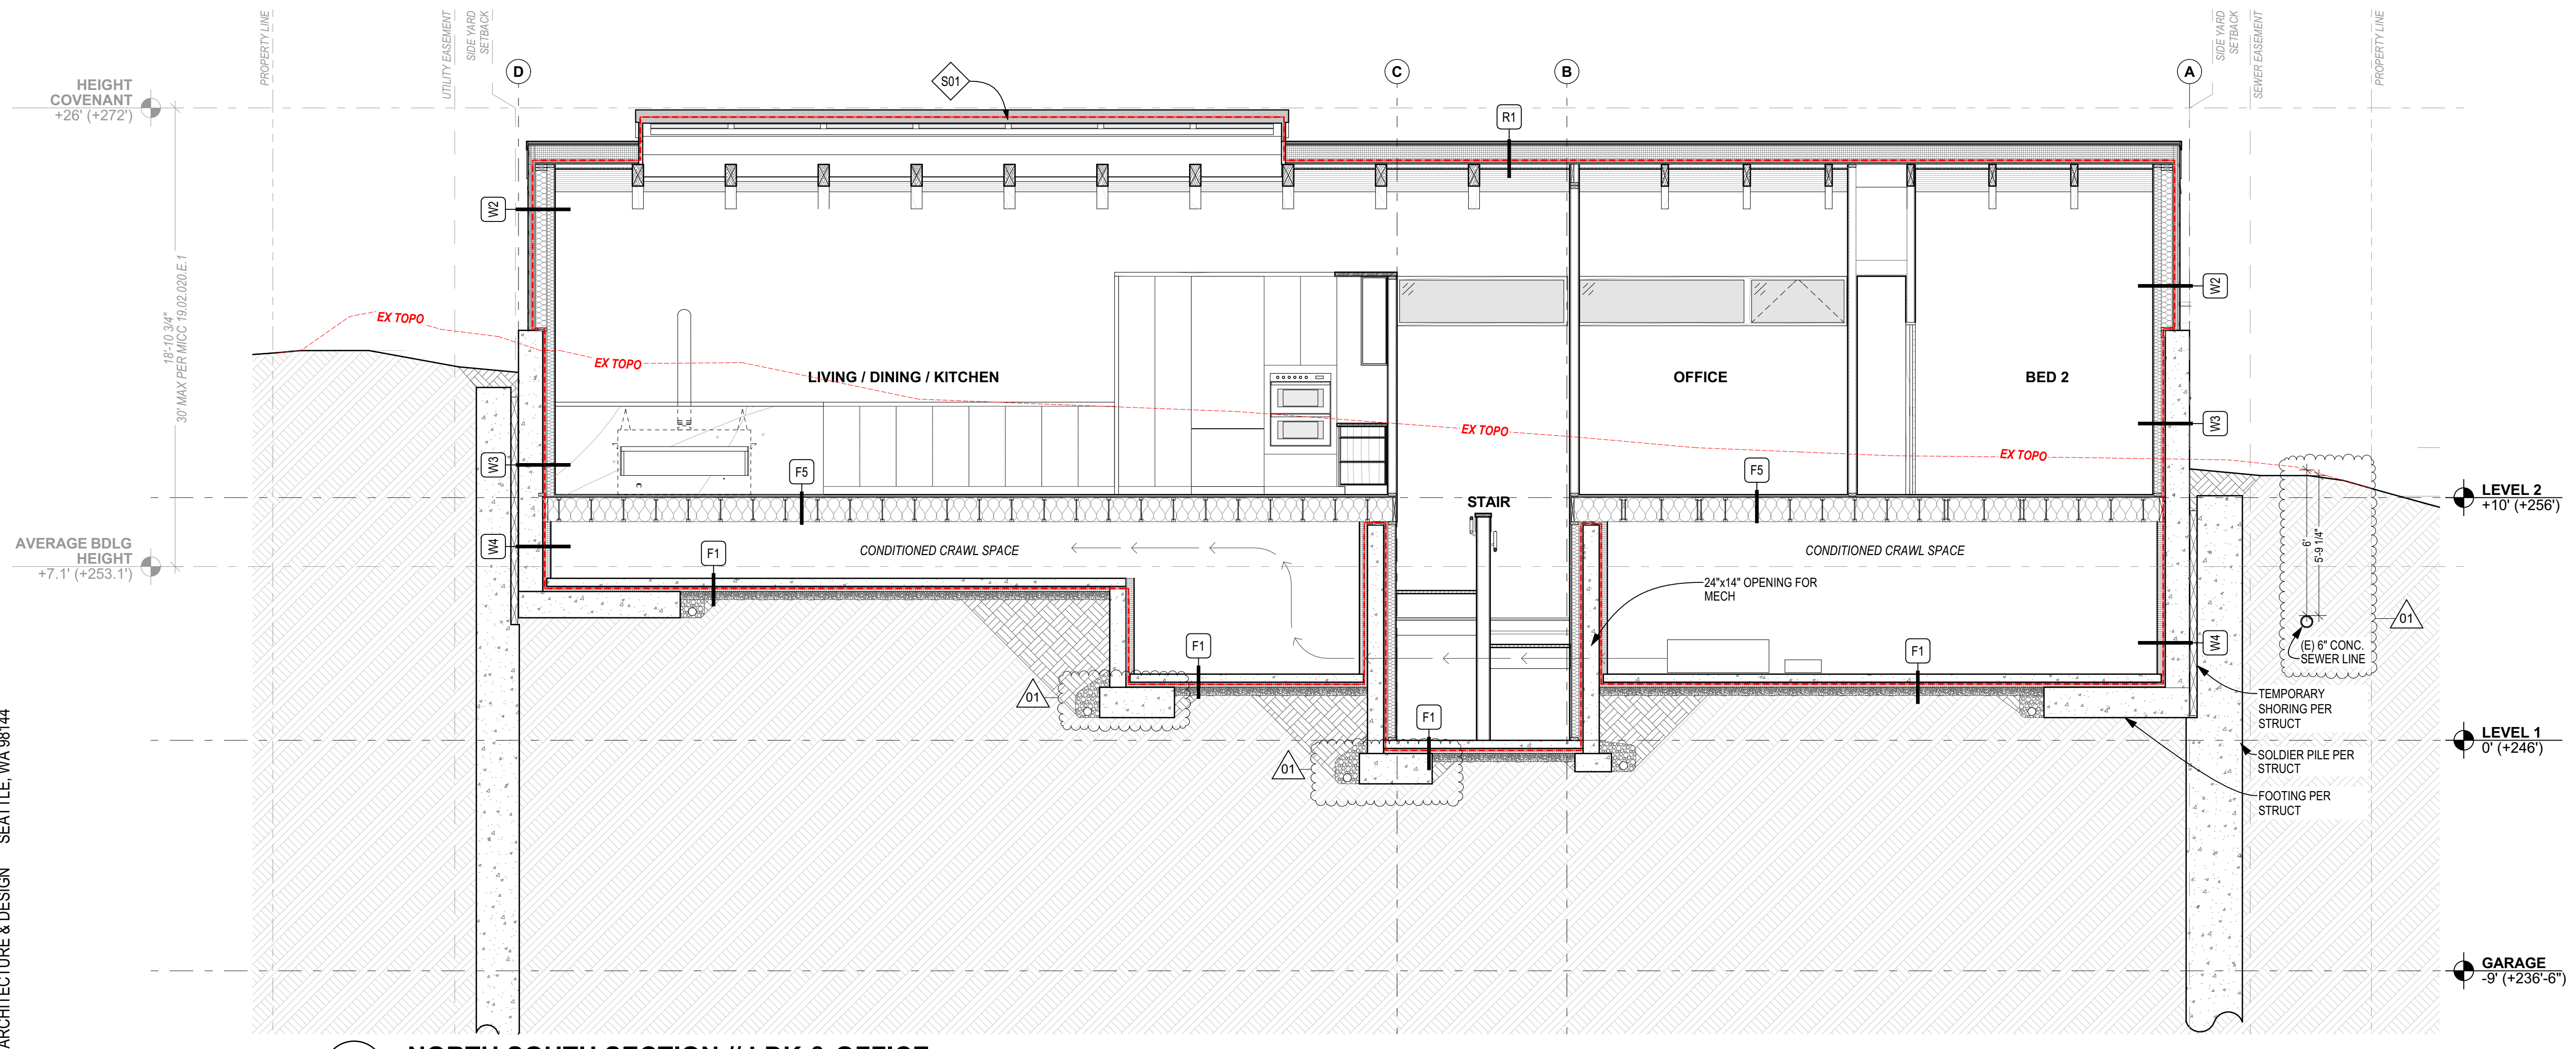 PROPERTY LINE
UTILITY EASEMENT
SIDE YARD
SETBACK
SIDE YARD
SETBACK
SEWER EASEMENT
PROPERTY LINE
D
C
B
A
HEIGHT
COVENANT
+26' (+272')
S01
R1
W2
W2
18'-10 3/4"
30' MAX PER MICC 19.02.020.E.1
EX TOPO
EX TOPO
EX TOPO
EX TOPO
LIVING / DINING / KITCHEN
OFFICE
BED 2
W3
W3
F5
F5
STAIR
LEVEL 2
+10' (+256')
AVERAGE BDLG
HEIGHT
+7.1' (+253.1')
W4
F1
CONDITIONED CRAWL SPACE
CONDITIONED CRAWL SPACE
6'
5'-9 1/4"
24"x14" OPENING FOR
MECH
01
(E) 6" CONC.
SEWER LINE
W4
F1
F1
F1
01
01
TEMPORARY
SHORING PER
STRUCT
LEVEL 1
0' (+246')
SOLDIER PILE PER
STRUCT
FOOTING PER
STRUCT
GARAGE
-9' (+236'-6")
ARCHITECTURE & DESIGN SEATTLE, WA 98144
NORTH SOUTH SECTION // LDK & OFFICE